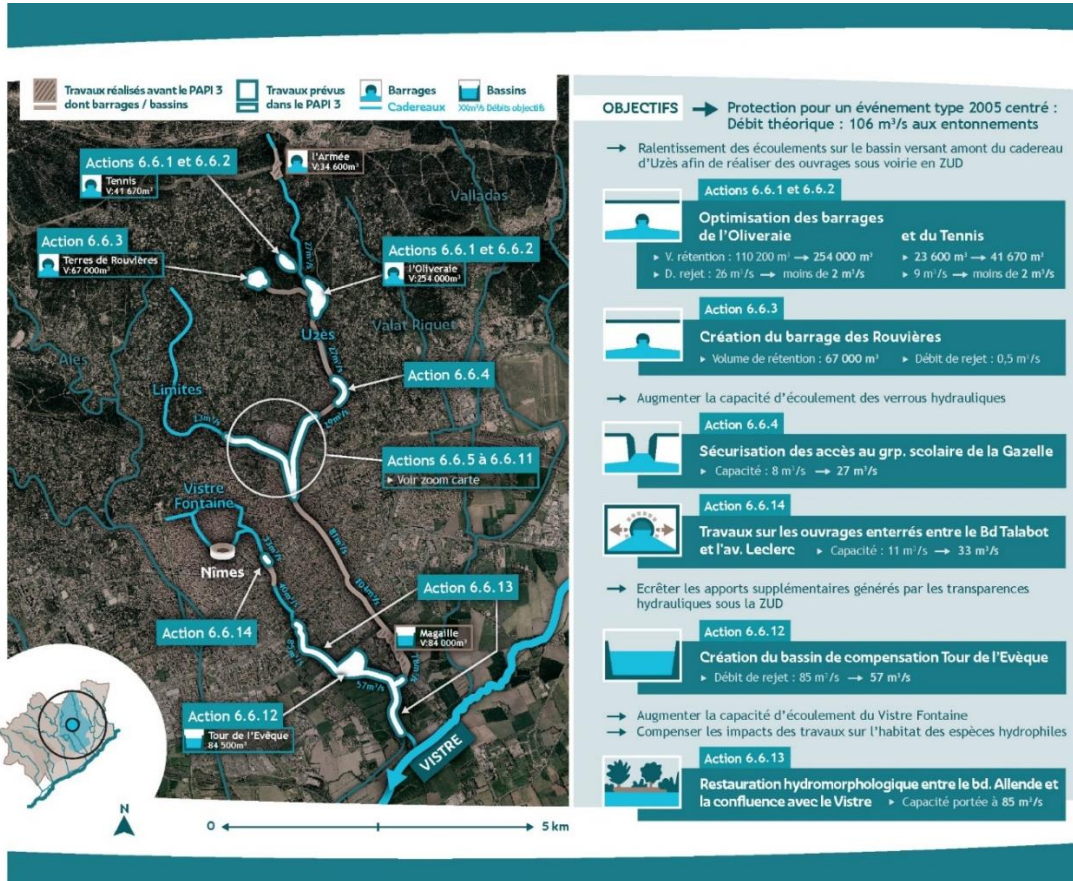 Travaux réalisés avant le PAPI 3
dont barrages / bassins
Travaux prévus
dans le PAPI 3
Barrages
Cadereaux
Bassins
XXm³/s Débits objectifs
Actions 6.6.1 et 6.6.2
Tennis
V:41 670m³
l'Armée
V:34 600m³
Valladas
27m³/s
Action 6.6.3
Terres de Rouvières
V:67 000m³
Actions 6.6.1 et 6.6.2
l'Oliveraie
V:254 000m³
Uzès
Valat Riquet
27m³/s
Alès
Limites
Action 6.6.4
13m³/s
Actions 6.6.5 à 6.6.11
▸ Voir zoom carte
Vistre
Fontaine
Nîmes
81m³/s
40m³/s
Action 6.6.13
Action 6.6.14
Magaille
V:84 000m³
57m³/s
Action 6.6.12
Tour de l'Evêque
84 500m³
VISTRE
N
0
5 km
OBJECTIFS → Protection pour un événement type 2005 centré :
Débit théorique : 106 m³/s aux entonnements
→ Ralentissement des écoulements sur le bassin versant amont du cadereau
d'Uzès afin de réaliser des ouvrages sous voirie en ZUD
Actions 6.6.1 et 6.6.2
Optimisation des barrages
de l'Oliveraie et du Tennis
▸ V. rétention : 110 200 m³ → 254 000 m³ ▸ 23 600 m³ → 41 670 m³
▸ D. rejet : 26 m³/s → moins de 2 m³/s ▸ 9 m³/s → moins de 2 m³/s
Action 6.6.3
Création du barrage des Rouvières
▸ Volume de rétention : 67 000 m³ ▸ Débit de rejet : 0,5 m³/s
→ Augmenter la capacité d'écoulement des verrous hydrauliques
Action 6.6.4
Sécurisation des accès au grp. scolaire de la Gazelle
▸ Capacité : 8 m³/s → 27 m³/s
Action 6.6.14
Travaux sur les ouvrages enterrés entre le Bd Talabot
et l'av. Leclerc ▸ Capacité : 11 m³/s → 33 m³/s
→ Ecrêter les apports supplémentaires générés par les transparences
hydrauliques sous la ZUD
Action 6.6.12
Création du bassin de compensation Tour de l'Evèque
▸ Débit de rejet : 85 m³/s → 57 m³/s
→ Augmenter la capacité d'écoulement du Vistre Fontaine
→ Compenser les impacts des travaux sur l'habitat des espèces hydrophiles
Action 6.6.13
Restauration hydromorphologique entre le bd. Allende et
la confluence avec le Vistre ▸ Capacité portée à 85 m³/s